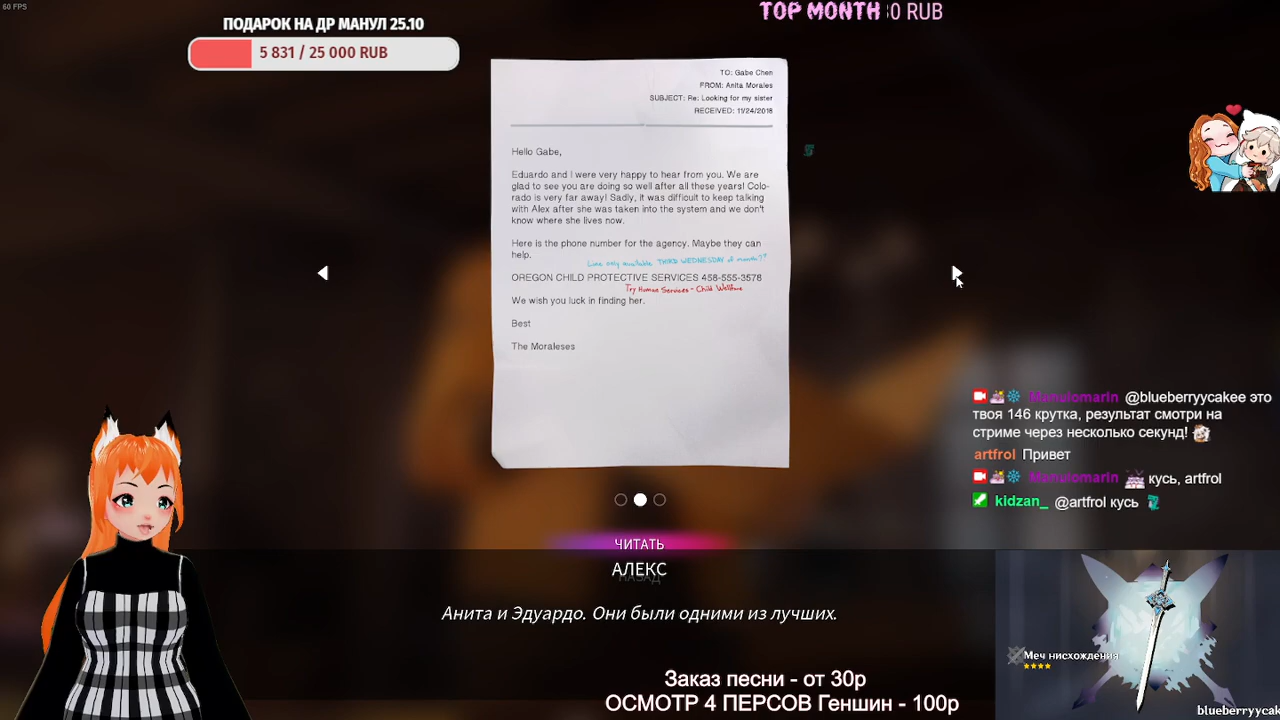 60 FPS
ПОДАРОК НА ДР МАНУЛ 25.10
5 831 / 25 000 RUB
TOP MONTH 0 RUB
TO: Gabe Chen
FROM: Anita Morales
SUBJECT: Re: Looking for my sister
RECEIVED: 11/24/2018
Hello Gabe,
Eduardo and I were very happy to hear from you. We are
glad to see you are doing so well after all these years! Colo-
rado is very far away! Sadly, it was difficult to keep talking
with Alex after she was taken into the system and we don't
know where she lives now.
Here is the phone number for the agency. Maybe they can
help.
Line only available THIRD WEDNESDAY of month??
OREGON CHILD PROTECTIVE SERVICES 458-555-3578
Try Human Services - Child Welfare
We wish you luck in finding her.
Best
The Moraleses
Manulomarin @blueberryycakee это
твоя 146 крутка, результат смотри на
стриме через несколько секунд!
artfrol Привет
Manulomarin кусь, artfrol
kidzan_ @artfrol кусь
ЧИТАТЬ
НАЗАД
АЛЕКС
Анита и Эдуардо. Они были одними из лучших.
Меч нисхождения
Заказ песни - от 30р
ОСМОТР 4 ПЕРСОВ Геншин - 100р
blueberryycak